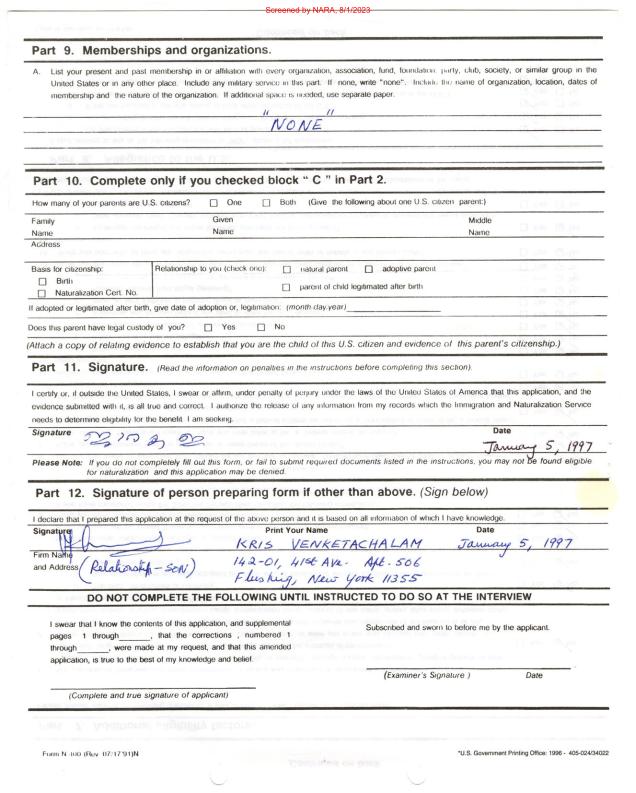 Screened by NARA, 8/1/2023
Part 9. Memberships and organizations.
A. List your present and past membership in or affiliation with every organization, association, fund, foundation, party, club, society, or similar group in the
United States or in any other place. Include any military service in this part. If none, write "none". Include the name of organization, location, dates of
membership and the nature of the organization. If additional space is needed, use separate paper.
" NONE "
Part 10. Complete only if you checked block " C " in Part 2.
How many of your parents are U.S. citizens? ☐ One ☐ Both (Give the following about one U.S. citizen parent:)
Family Given Middle
Name Name Name
Address
Basis for citizenship: Relationship to you (check one): ☐ natural parent ☐ adoptive parent
☐ Birth
☐ parent of child legitimated after birth
☐ Naturalization Cert. No.
If adopted or legitimated after birth, give date of adoption or, legitimation: (month day.year)
Does this parent have legal custody of you? ☐ Yes ☐ No
(Attach a copy of relating evidence to establish that you are the child of this U.S. citizen and evidence of this parent's citizenship.)
Part 11. Signature. (Read the information on penalties in the instructions before completing this section).
I certify or, if outside the United States, I swear or affirm, under penalty of perjury under the laws of the United States of America that this application, and the
evidence submitted with it, is all true and correct. I authorize the release of any information from my records which the Immigration and Naturalization Service
needs to determine eligibility for the benefit I am seeking.
Signature Date
January 5, 1997
Please Note: If you do not completely fill out this form, or fail to submit required documents listed in the instructions, you may not be found eligible
for naturalization and this application may be denied.
Part 12. Signature of person preparing form if other than above. (Sign below)
I declare that I prepared this application at the request of the above person and it is based on all information of which I have knowledge.
Signature Print Your Name Date
KRIS VENKETACHALAM January 5, 1997
Firm Name
and Address (Relationship - SON) 142-01, 41st Ave. Apt. 506
Flushing, New York 11355
DO NOT COMPLETE THE FOLLOWING UNTIL INSTRUCTED TO DO SO AT THE INTERVIEW
I swear that I know the contents of this application, and supplemental
pages 1 through______, that the corrections , numbered 1
through______, were made at my request, and that this amended
application, is true to the best of my knowledge and belief.
(Complete and true signature of applicant)
Subscribed and sworn to before me by the applicant.
(Examiner's Signature ) Date
Form N 400 (Rev 07/17/91)N *U.S. Government Printing Office: 1996 - 405-024/34022